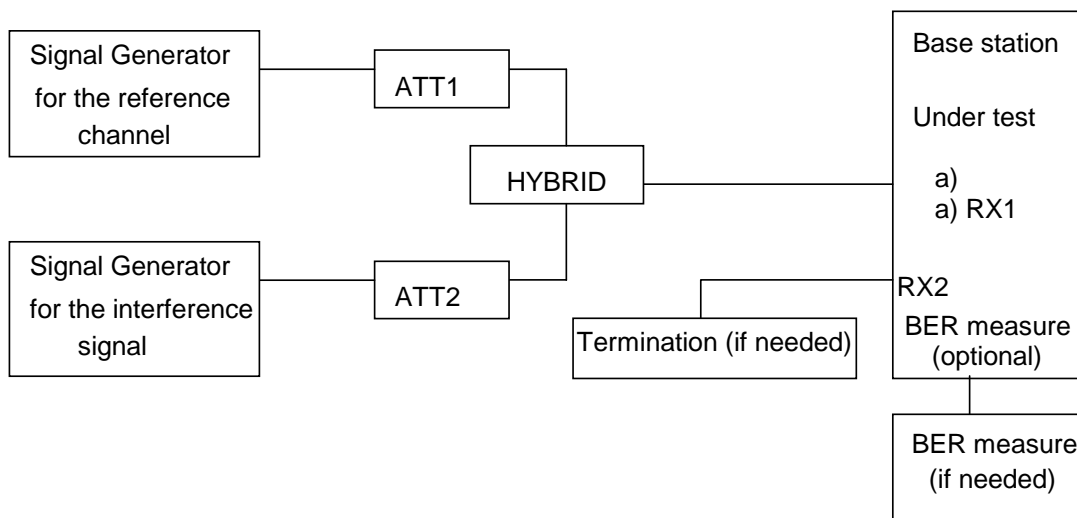 Signal Generator
for the reference
channel
ATT1
HYBRID
Signal Generator
for the interference
signal
ATT2
Termination (if needed)
Base station
Under test
a)
a) RX1
RX2
BER measure
(optional)
BER measure
(if needed)